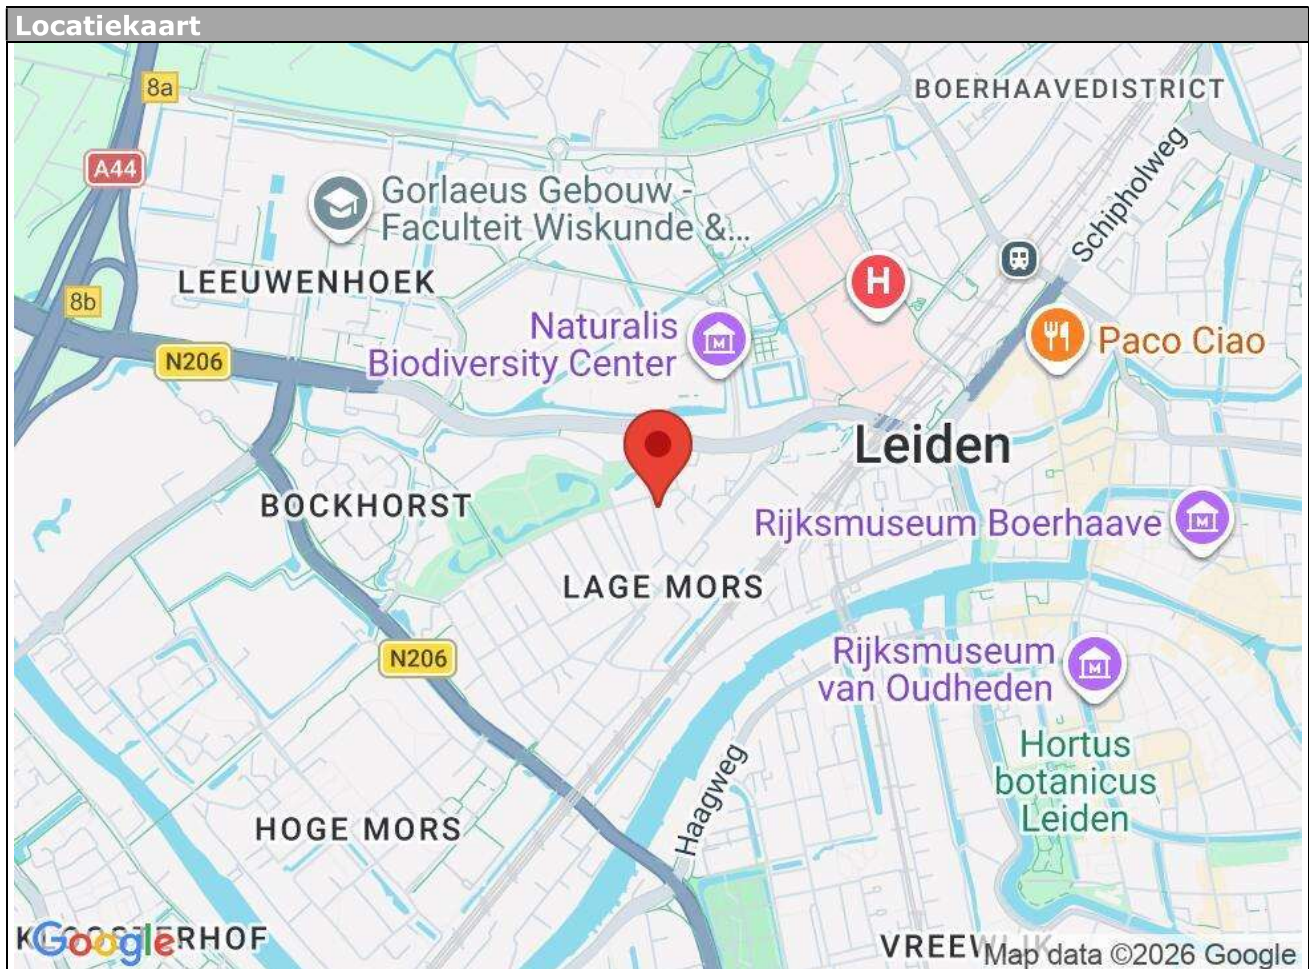 Locatiekaart
8a
BOERHAAVEDISTRICT
A44
Schipholweg
Gorlaeus Gebouw -
Faculteit Wiskunde &...
LEEUWENHOEK
H
8b
Naturalis
Biodiversity Center
M
Paco Ciao
N206
Leiden
BOCKHORST
Rijksmuseum Boerhaave
M
LAGE MORS
N206
Rijksmuseum
van Oudheden
M
Hortus
botanicus
Leiden
Haagweg
HOGE MORS
Google
VREEW
Map data ©2026 Google